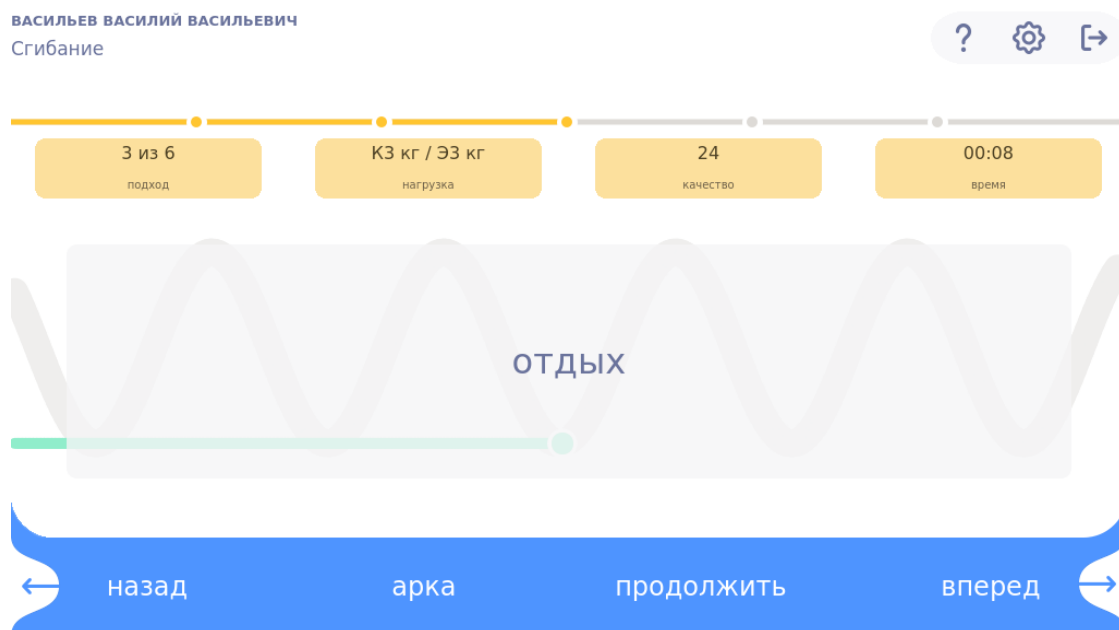 ВАСИЛЬЕВ ВАСИЛИЙ ВАСИЛЬЕВИЧ
Сгибание
?
3 из 6
подход
К3 кг / Э3 кг
нагрузка
24
качество
00:08
время
отдых
назад
арка
продолжить
вперед